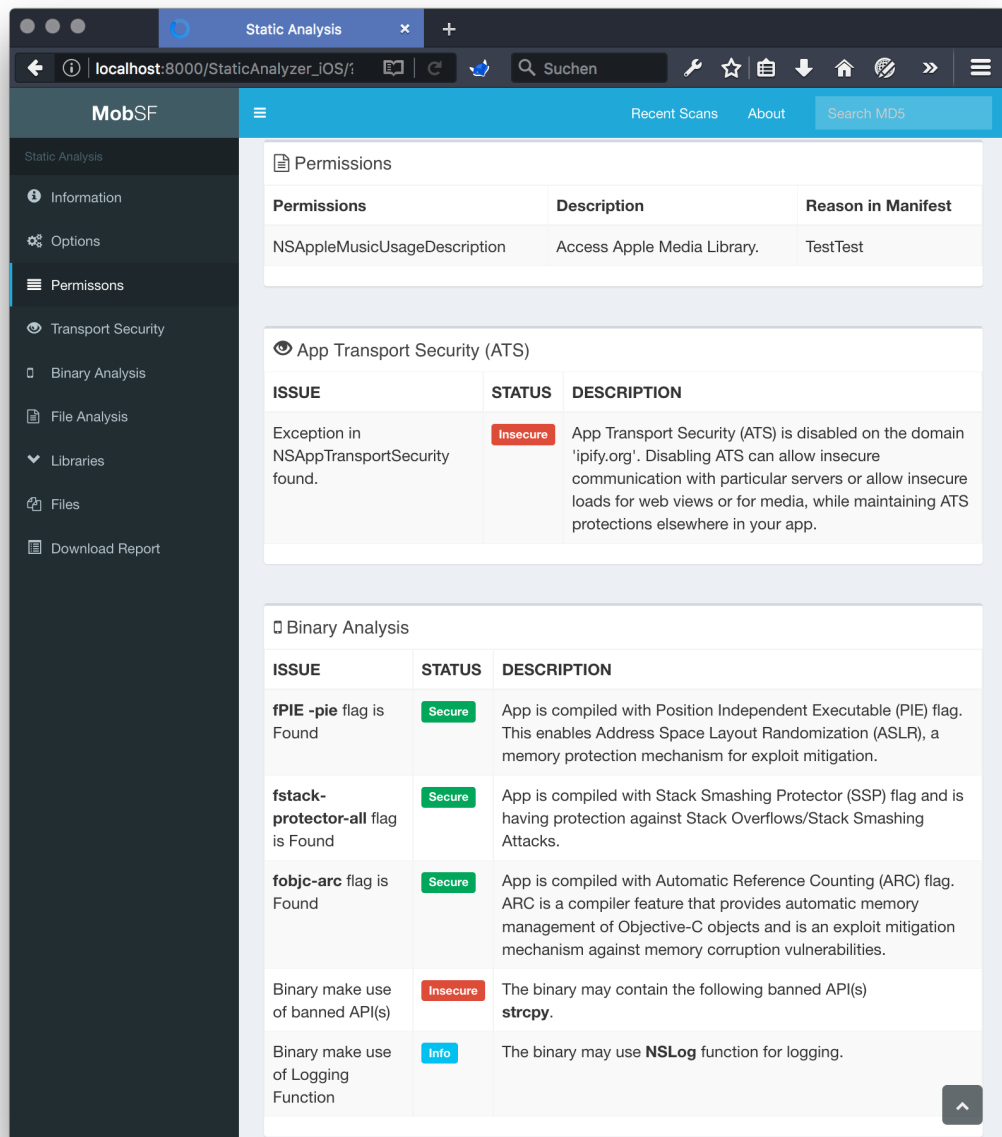 Static Analysis × +
localhost:8000/StaticAnalyzer_iOS/?
Suchen
MobSF
Recent Scans About Search MD5
Static Analysis
Information
Options
Permissons
Transport Security
Binary Analysis
File Analysis
Libraries
Files
Download Report
Permissions
Permissions Description Reason in Manifest
NSAppleMusicUsageDescription Access Apple Media Library. TestTest
App Transport Security (ATS)
ISSUE STATUS DESCRIPTION
Exception in
NSAppTransportSecurity
found.
Insecure
App Transport Security (ATS) is disabled on the domain
'ipify.org'. Disabling ATS can allow insecure
communication with particular servers or allow insecure
loads for web views or for media, while maintaining ATS
protections elsewhere in your app.
Binary Analysis
ISSUE STATUS DESCRIPTION
fPIE -pie flag is
Found
Secure
App is compiled with Position Independent Executable (PIE) flag.
This enables Address Space Layout Randomization (ASLR), a
memory protection mechanism for exploit mitigation.
fstack-
protector-all flag
is Found
Secure
App is compiled with Stack Smashing Protector (SSP) flag and is
having protection against Stack Overflows/Stack Smashing
Attacks.
fobjc-arc flag is
Found
Secure
App is compiled with Automatic Reference Counting (ARC) flag.
ARC is a compiler feature that provides automatic memory
management of Objective-C objects and is an exploit mitigation
mechanism against memory corruption vulnerabilities.
Binary make use
of banned API(s)
Insecure
The binary may contain the following banned API(s)
strcpy.
Binary make use
of Logging
Function
Info
The binary may use NSLog function for logging.